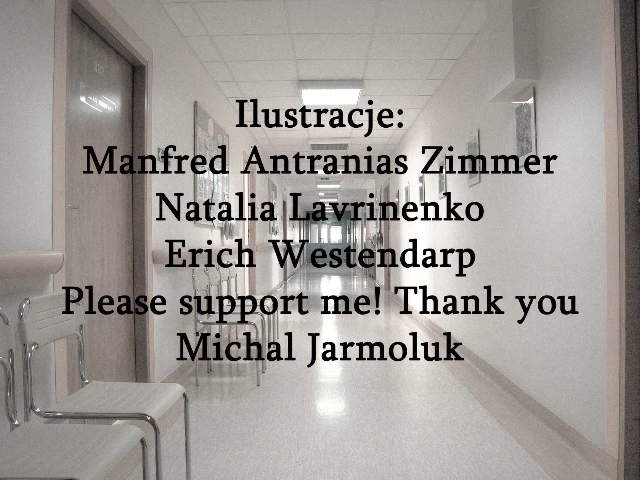 Ilustracje:
Manfred Antranias Zimmer
Natalia Lavrinenko
Erich Westendarp
Please support me! Thank you
Michal Jarmoluk